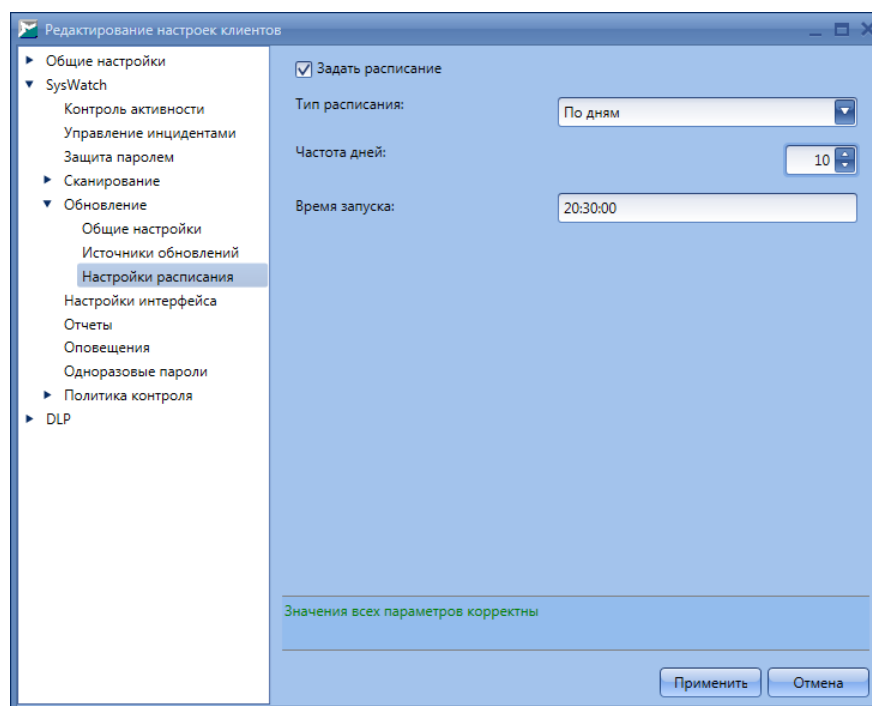 Редактирование настроек клиентов
Общие настройки
SysWatch
Контроль активности
Управление инцидентами
Защита паролем
Сканирование
Обновление
Общие настройки
Источники обновлений
Настройки расписания
Настройки интерфейса
Отчеты
Оповещения
Одноразовые пароли
Политика контроля
DLP
Задать расписание
Тип расписания:
По дням
Частота дней:
10
Время запуска:
20:30:00
Значения всех параметров корректны
Применить
Отмена